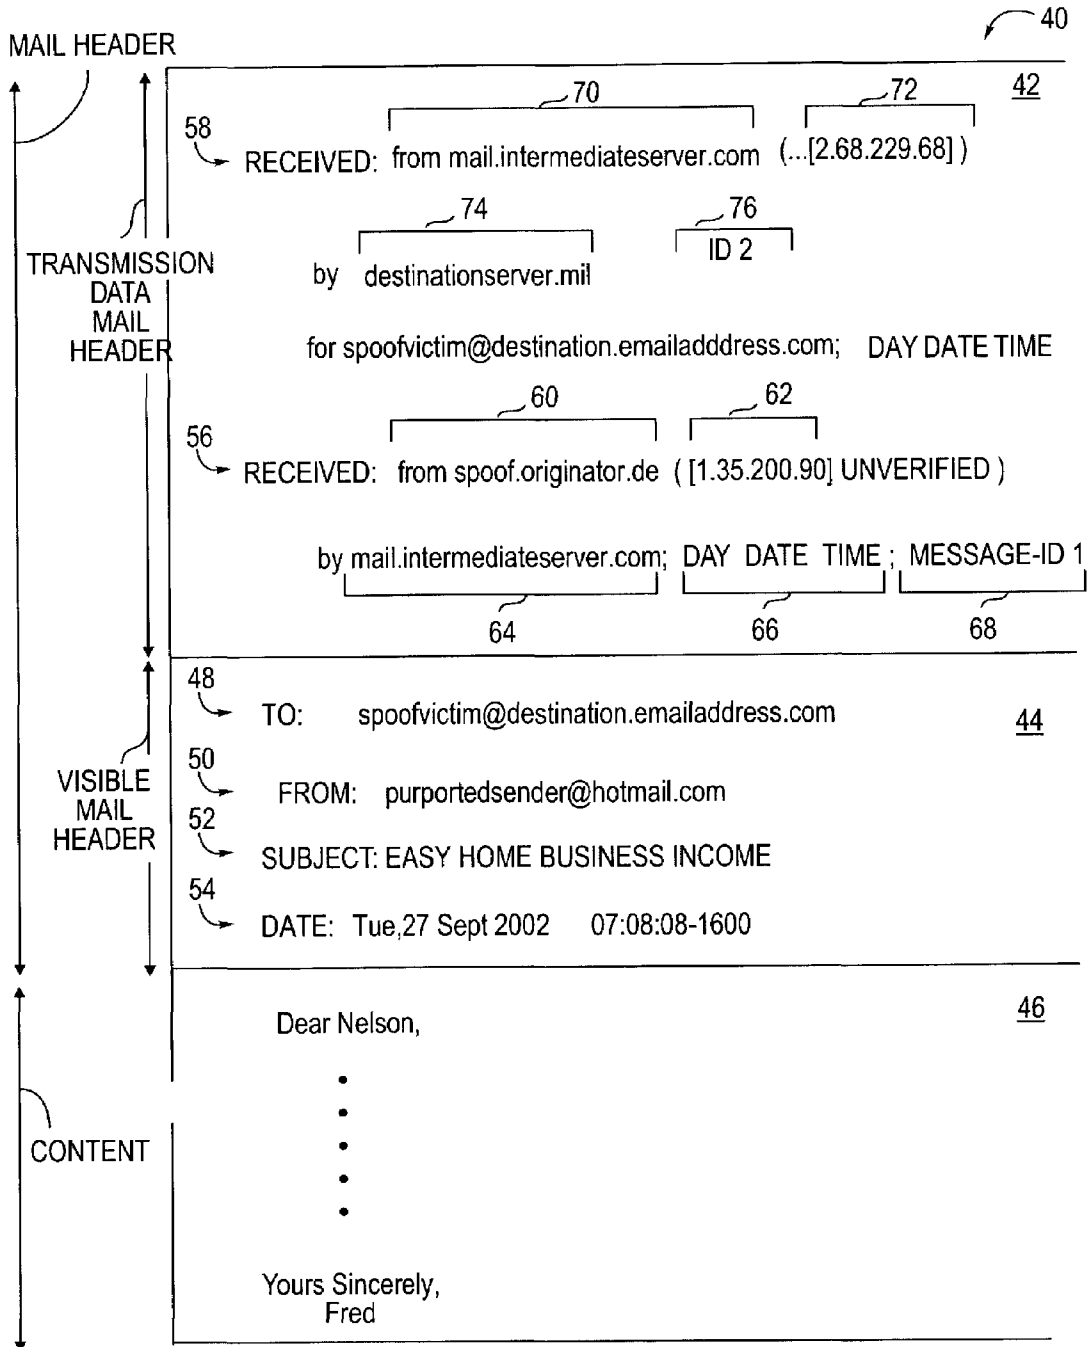 40
MAIL HEADER
70
72
42
58
RECEIVED: from mail.intermediateserver.com (...[2.68.229.68] )
74
76
TRANSMISSION
DATA
MAIL
HEADER
ID 2
by destinationserver.mil
for spoofvictim@destination.emailadddress.com; DAY DATE TIME
60
62
56
RECEIVED: from spoof.originator.de ( [1.35.200.90] UNVERIFIED )
by mail.intermediateserver.com; DAY DATE TIME ; MESSAGE-ID 1
64
66
68
48
TO: spoofvictim@destination.emailaddress.com
44
VISIBLE
MAIL
HEADER
50
FROM: purportedsender@hotmail.com
52
SUBJECT: EASY HOME BUSINESS INCOME
54
DATE: Tue,27 Sept 2002 07:08:08-1600
46
Dear Nelson,
CONTENT
Yours Sincerely,
Fred